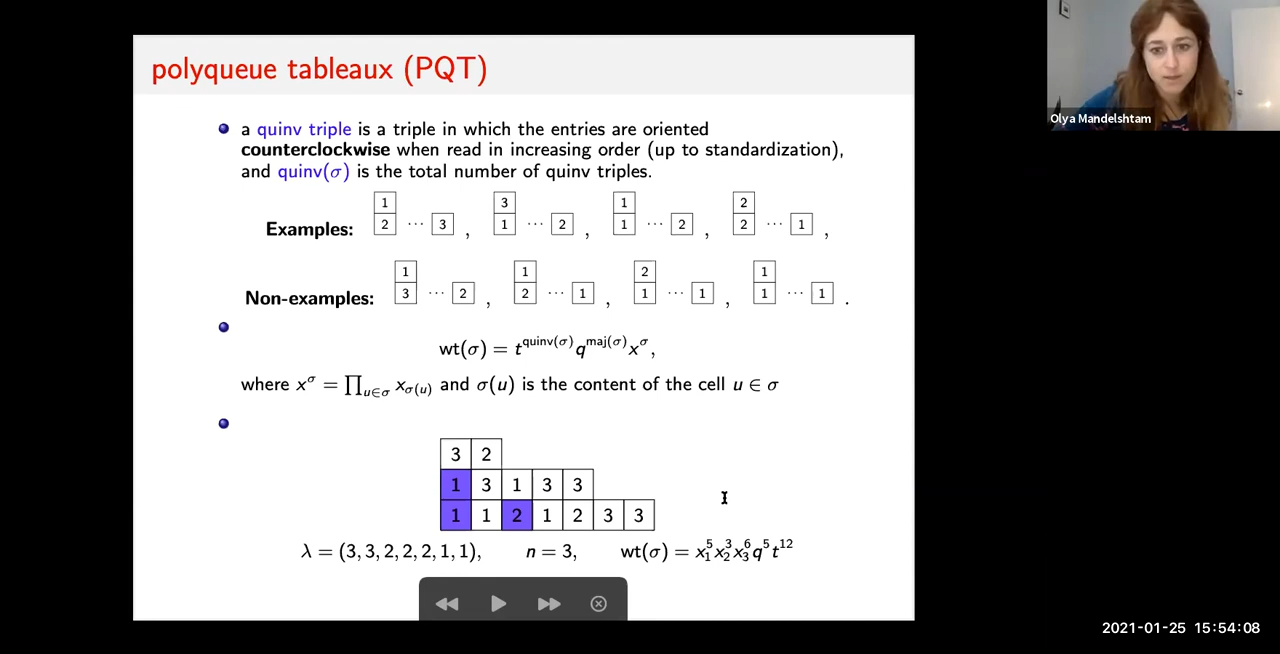 polyqueue tableaux (PQT)
a quinv triple is a triple in which the entries are oriented
counterclockwise when read in increasing order (up to standardization),
and quinv(σ) is the total number of quinv triples.
1 3 1 2
Examples: 2 ··· 3 , 1 ··· 2 , 1 ··· 2 , 2 ··· 1 ,
1 1 2 1
Non-examples: 3 ··· 2 , 2 ··· 1 , 1 ··· 1 , 1 ··· 1 .
wt(σ) = t^quinv(σ) q^maj(σ) x^σ,
where x^σ = ∏_{u∈σ} x_{σ(u)} and σ(u) is the content of the cell u ∈ σ
3 2
1 3 1 3 3
1 1 2 1 2 3 3
λ = (3, 3, 2, 2, 2, 1, 1), n = 3, wt(σ) = x_1^5 x_2^3 x_3^6 q^5 t^12
Olya Mandelshtam
2021-01-25 15:54:08